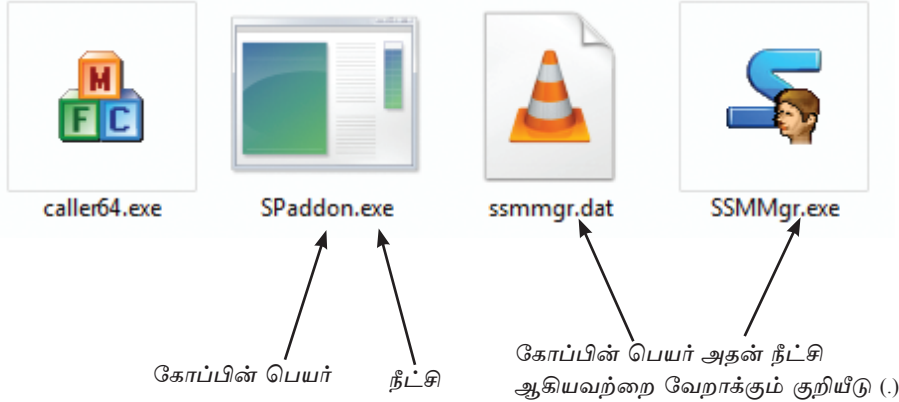 M
F C
caller64.exe
SPaddon.exe
ssmmgr.dat
SSMMgr.exe
கோப்பின் பெயர்
நீட்சி
கோப்பின் பெயர் அதன் நீட்சி
ஆகியவற்றை வேறாக்கும் குறியீடு (.)